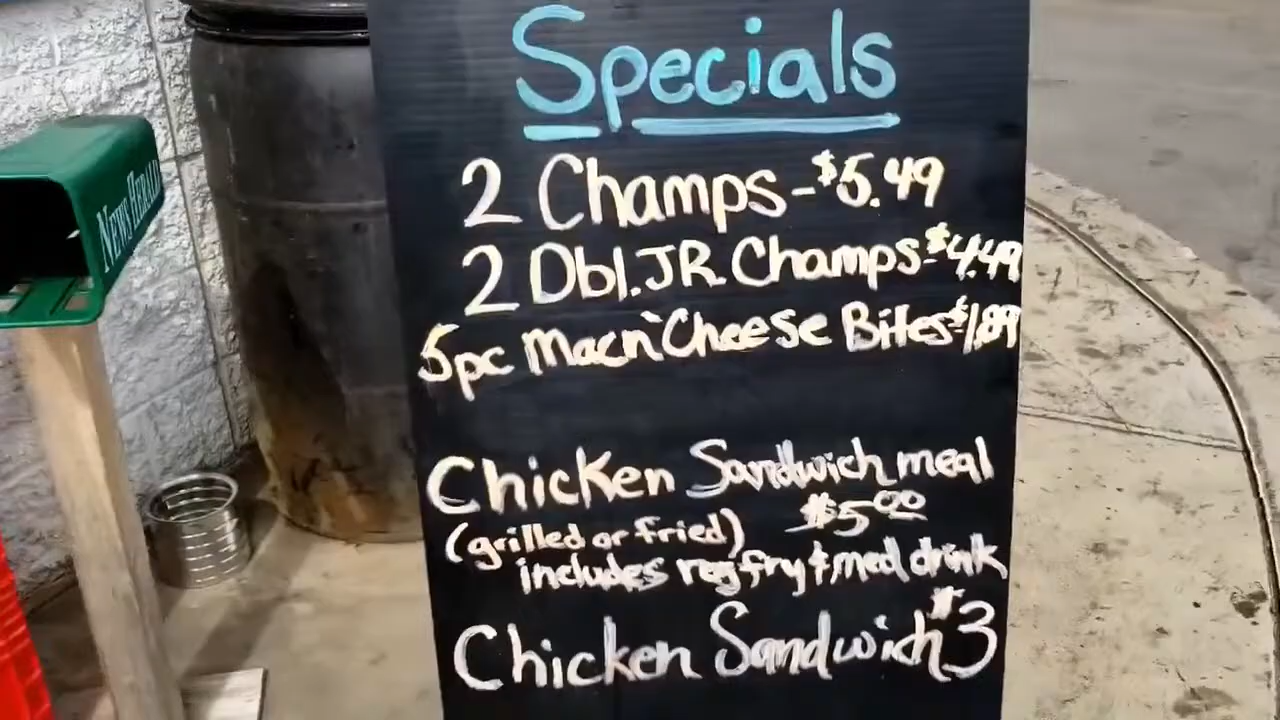 Specials
NEWS HERALD
2 Champs - $5.49
2 Dbl. JR. Champs - $4.49
5pc Mac n` Cheese Bites - $1.89
Chicken Sandwich meal
(grilled or fried) $5.00
includes reg fry + med drink
Chicken Sandwich $3